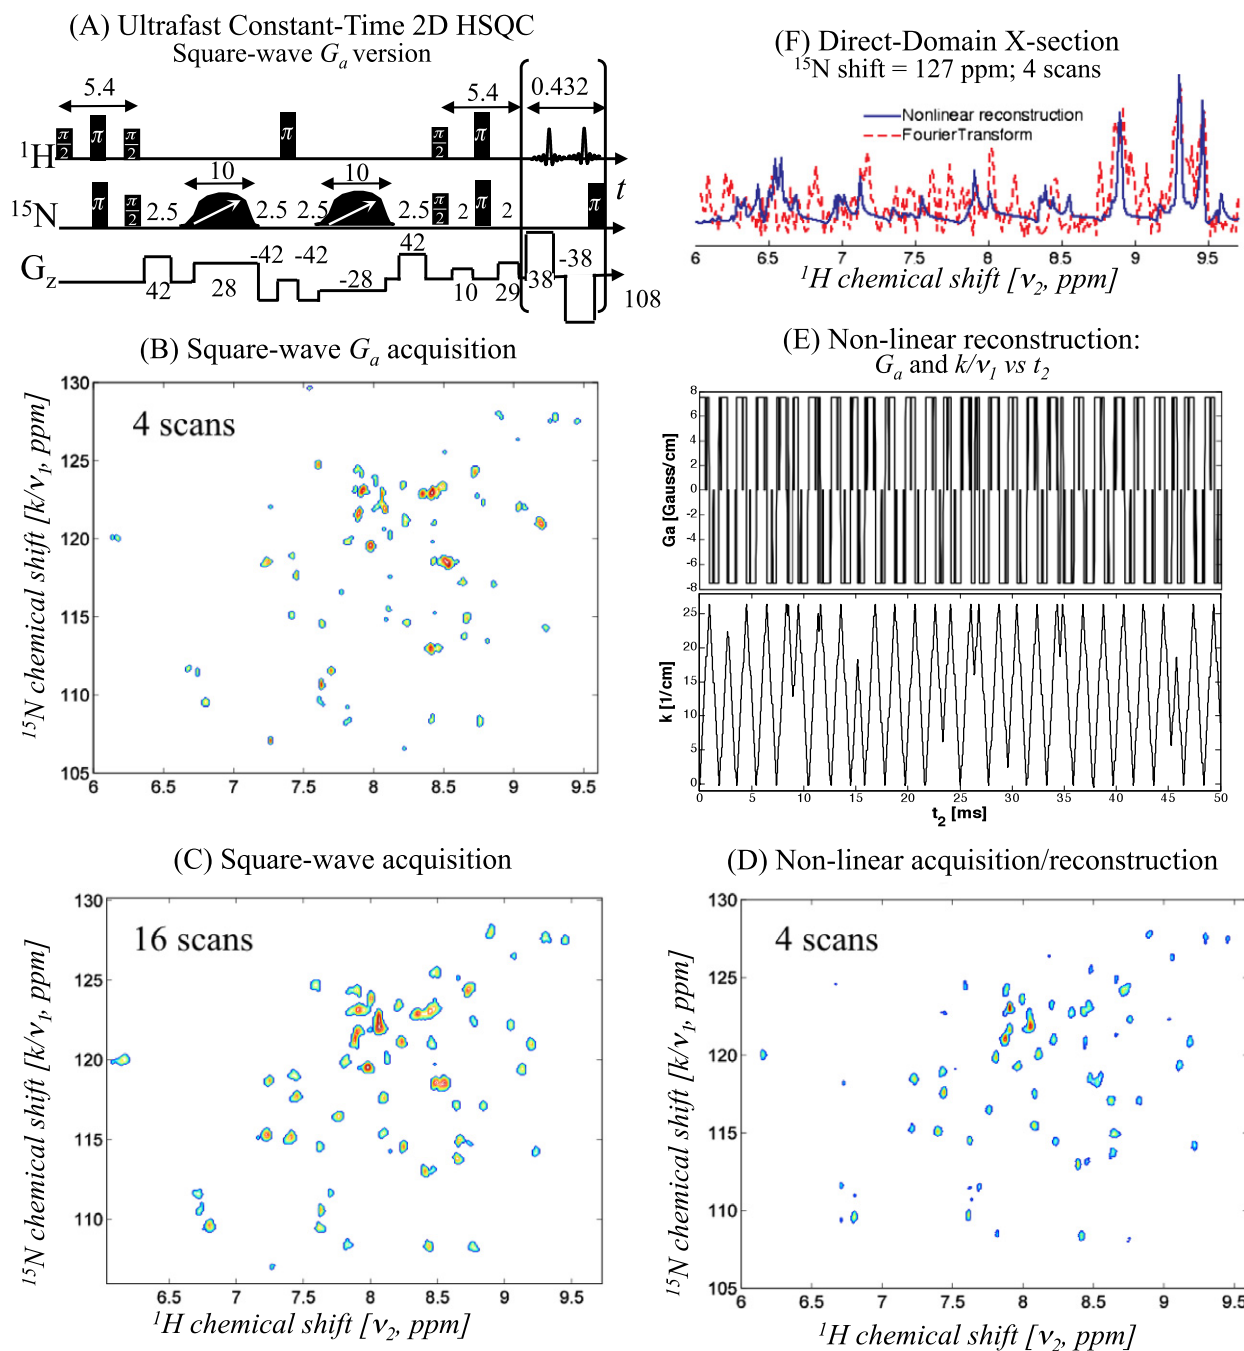 (A) Ultrafast Constant-Time 2D HSQC
Square-wave Ga version
5.4 5.4 0.432
¹H π/2 π π/2 π π/2 π
t
10 10
¹⁵N π π/2 2.5 2.5 2.5 2.5 π/2 2 π 2 π
Gz 42 28 -42 -42 -28 42 10 29 38 -38 108
(F) Direct-Domain X-section
¹⁵N shift = 127 ppm; 4 scans
Nonlinear reconstruction
FourierTransform
6 6.5 7 7.5 8 8.5 9 9.5
¹H chemical shift [ν₂, ppm]
(B) Square-wave Ga acquisition
4 scans
¹⁵N chemical shift [k/ν₁, ppm]
130
125
120
115
110
105
6 6.5 7 7.5 8 8.5 9 9.5
(E) Non-linear reconstruction:
Ga and k/ν₁ vs t₂
Ga [Gauss/cm]
8
6
4
2
0
-2
-4
-6
-8
k [1/cm]
25
20
15
10
5
0
0 5 10 15 20 25 30 35 40 45 50
t₂ [ms]
(C) Square-wave acquisition
16 scans
¹⁵N chemical shift [k/ν₁, ppm]
130
125
120
115
110
6.5 7 7.5 8 8.5 9 9.5
¹H chemical shift [ν₂, ppm]
(D) Non-linear acquisition/reconstruction
4 scans
¹⁵N chemical shift [k/ν₁, ppm]
130
125
120
115
110
105
6 6.5 7 7.5 8 8.5 9 9.5
¹H chemical shift [ν₂, ppm]